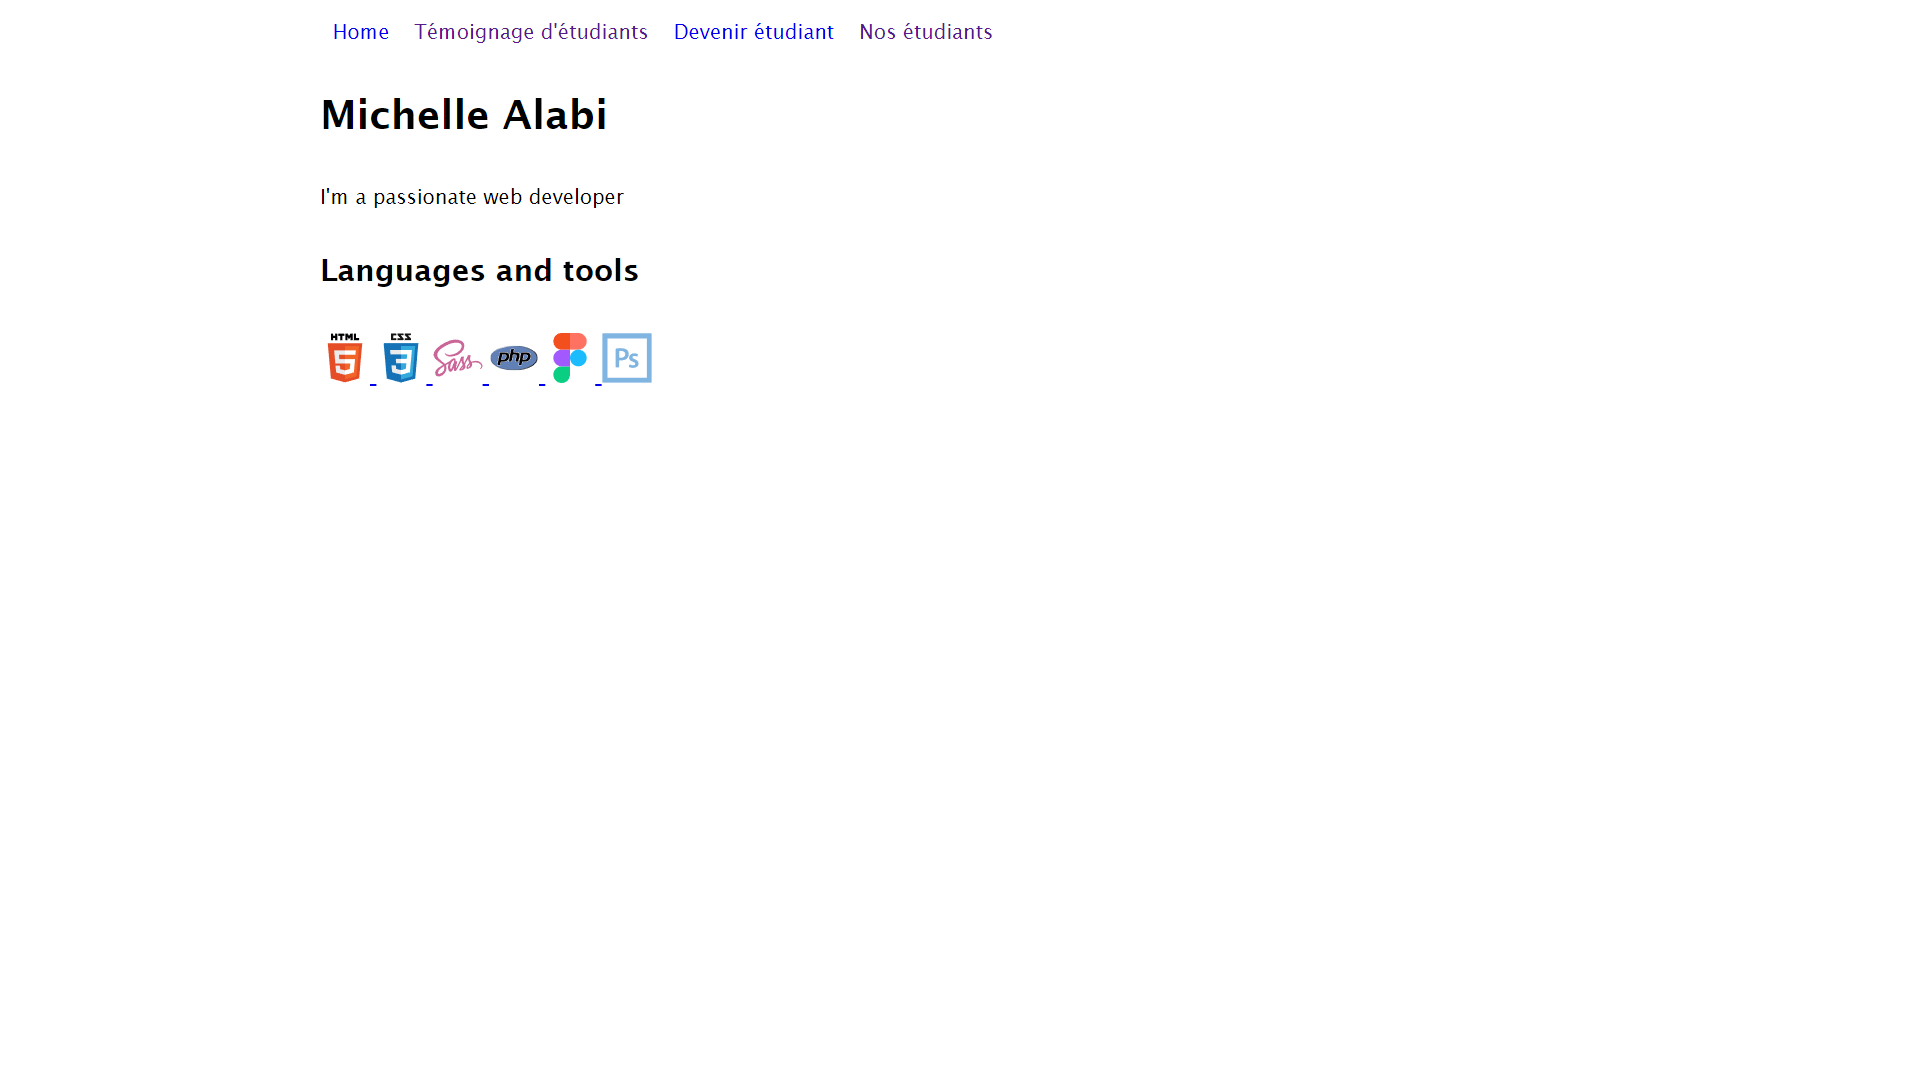 Home Témoignage d'étudiants Devenir étudiant Nos étudiants
Michelle Alabi
I'm a passionate web developer
Languages and tools
HTML 5 CSS 3 Sass php Ps